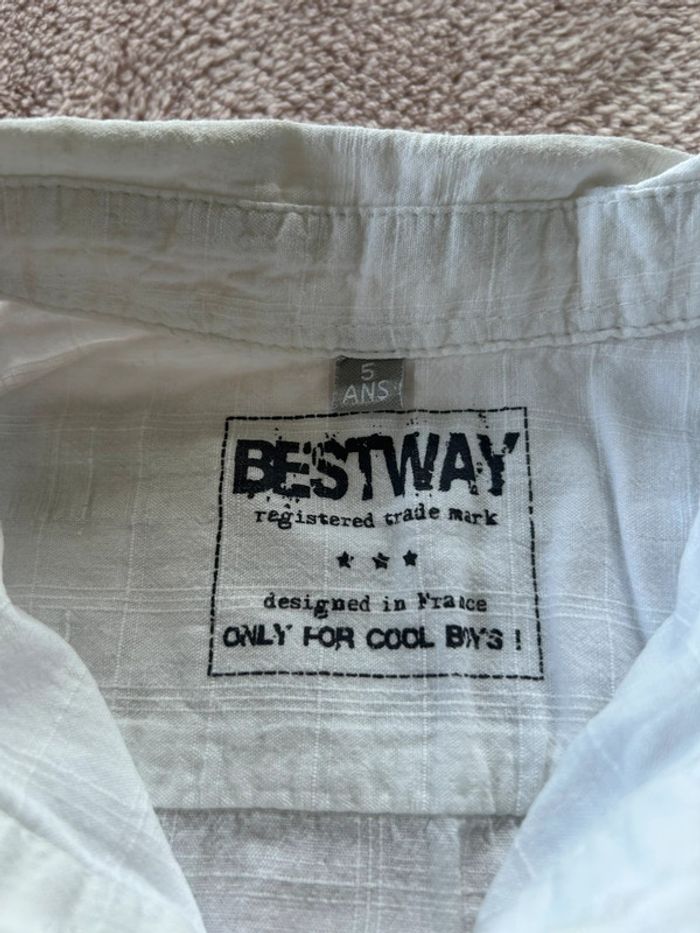 5
ANS
BESTWAY
registered trade mark
designed in France
ONLY FOR COOL BOYS !